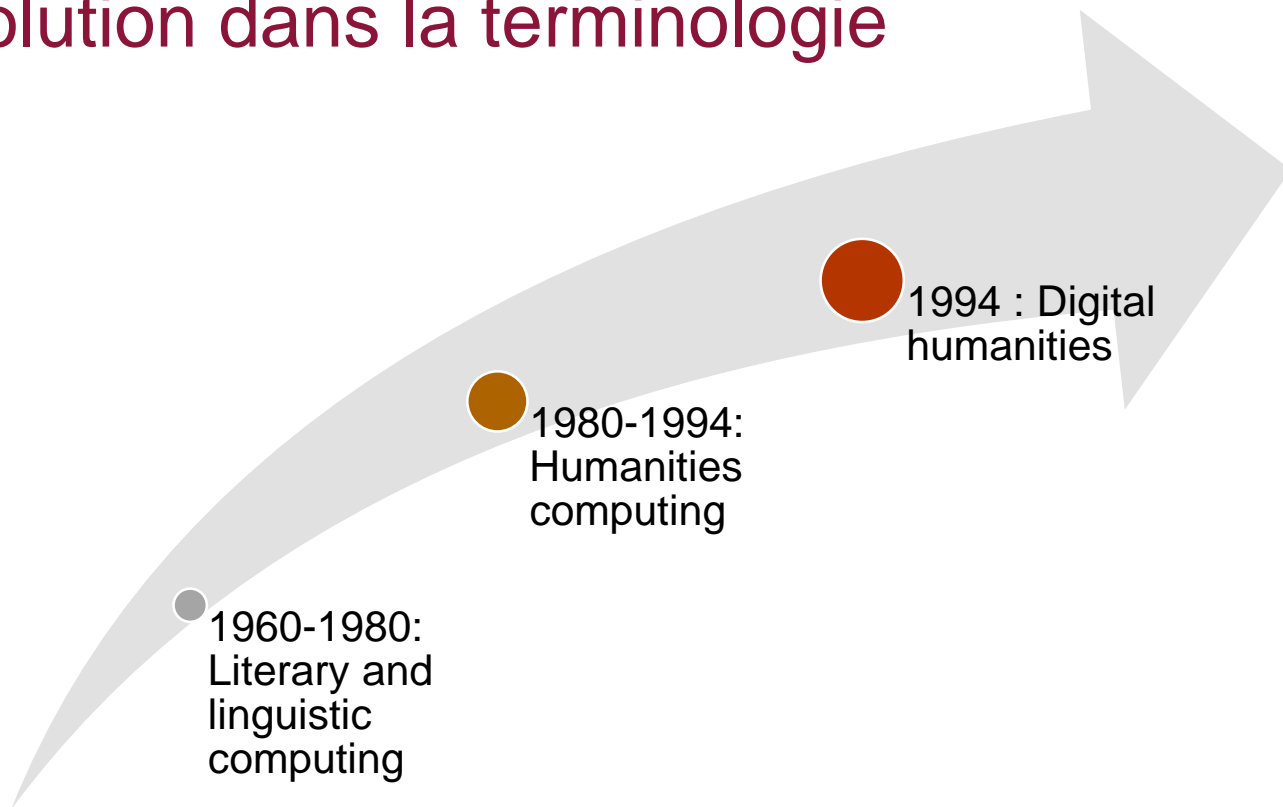 olution dans la terminologie
1994 : Digital
humanities
1980-1994:
Humanities
computing
1960-1980:
Literary and
linguistic
computing